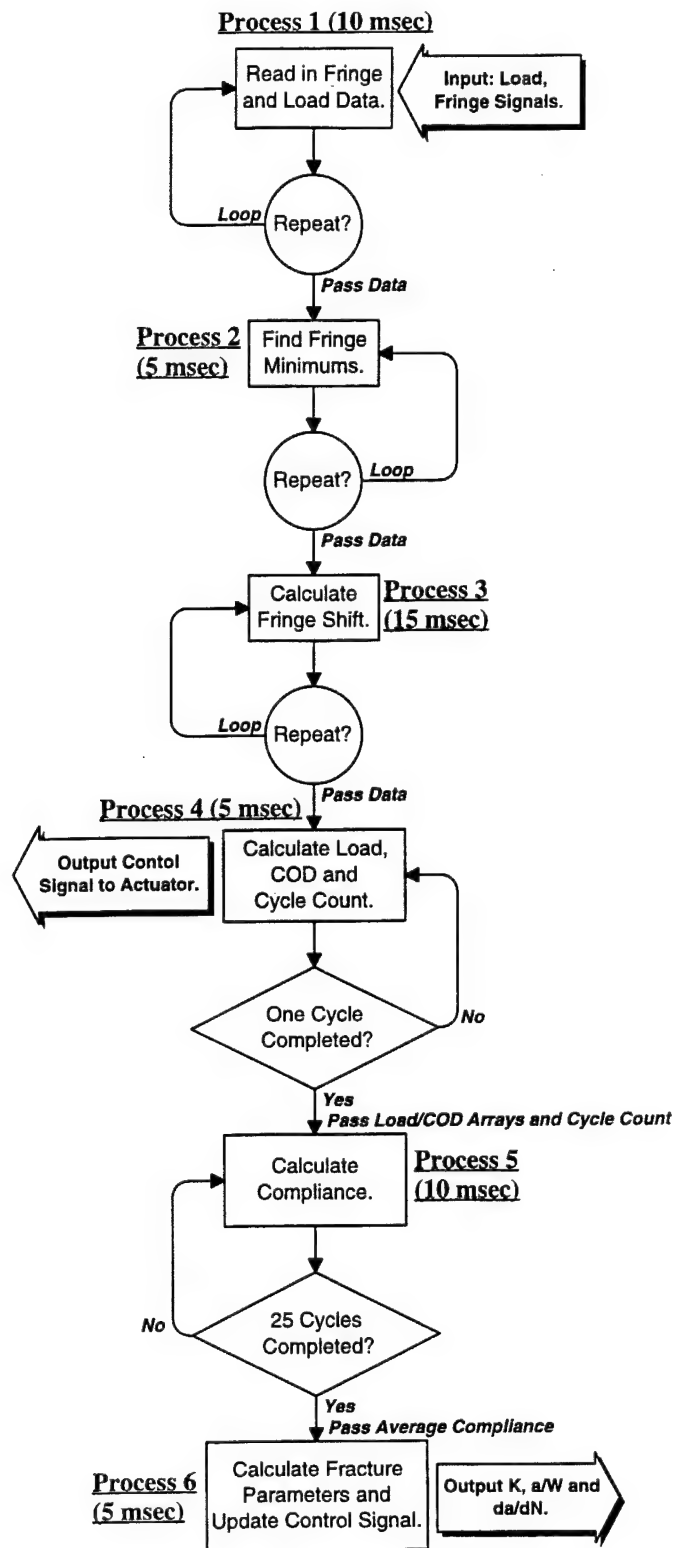 Process 1 (10 msec)
Read in Fringe
and Load Data.
Input: Load,
Fringe Signals.
Loop
Repeat?
Pass Data
Process 2
(5 msec)
Find Fringe
Minimums.
Repeat?
Loop
Pass Data
Calculate
Fringe Shift.
Process 3
(15 msec)
Loop
Repeat?
Pass Data
Process 4 (5 msec)
Output Contol
Signal to Actuator.
Calculate Load,
COD and
Cycle Count.
One Cycle
Completed?
No
Yes
Pass Load/COD Arrays and Cycle Count
Calculate
Compliance.
Process 5
(10 msec)
No
25 Cycles
Completed?
Yes
Pass Average Compliance
Process 6
(5 msec)
Calculate Fracture
Parameters and
Update Control Signal.
Output K, a/W and
da/dN.